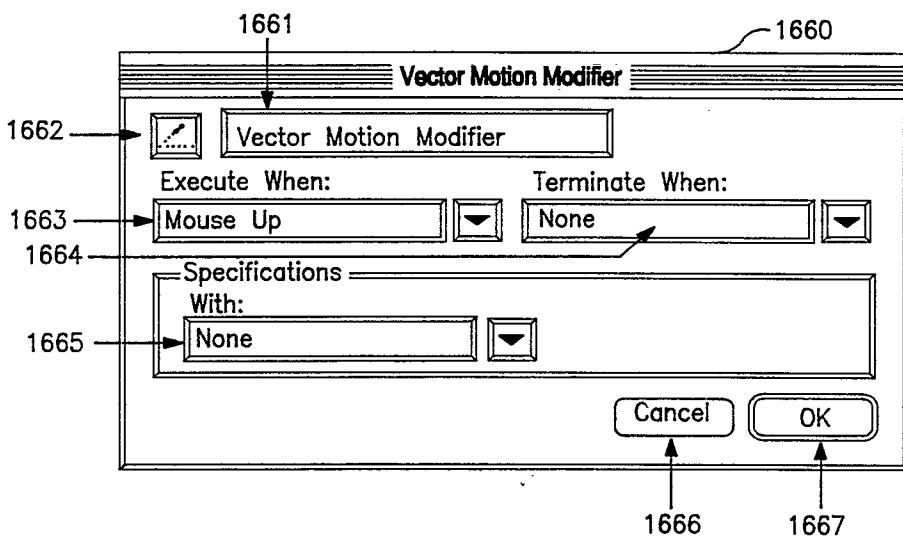 1661
1660
Vector Motion Modifier
1662
Vector Motion Modifier
Execute When:
Terminate When:
1663
Mouse Up
None
1664
Specifications
With:
1665
None
Cancel
OK
1666
1667